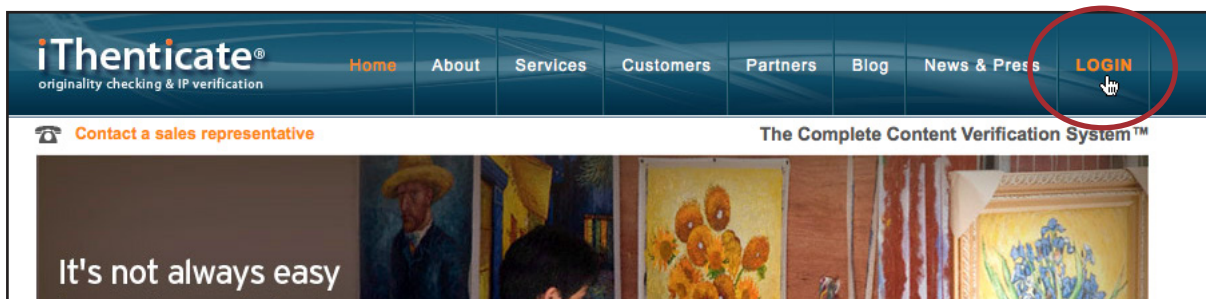 iThenticate®
originality checking & IP verification
Home About Services Customers Partners Blog News & Press LOGIN
Contact a sales representative
The Complete Content Verification System™
It's not always easy